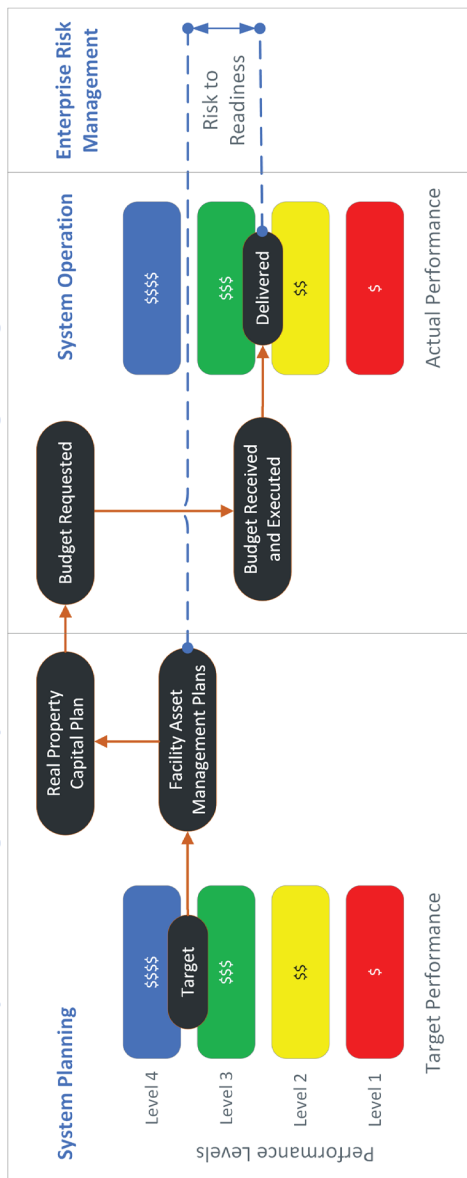 System Planning
System Operation
Enterprise Risk
Management
Real Property
Capital Plan
Budget Requested
Level 4
$$$$
$$$$
Target
Facility Asset
Management Plans
Level 3
$$$
$$$
Risk to
Readiness
Budget Received
and Executed
Delivered
Level 2
$$
$$
Level 1
$
$
Performance Levels
Target Performance
Actual Performance